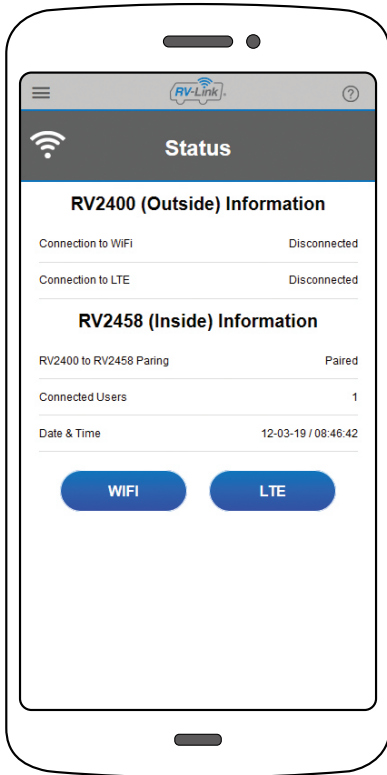 RV-Link
?
Status
RV2400 (Outside) Information
Connection to WiFi Disconnected
Connection to LTE Disconnected
RV2458 (Inside) Information
RV2400 to RV2458 Paring Paired
Connected Users 1
Date & Time 12-03-19 / 08:46:42
WIFI LTE